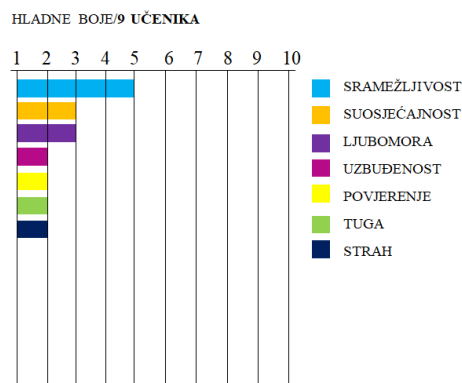 HLADNE BOJE/9 UČENIKA
1 2 3 4 5 6 7 8 9 10
SRAMEŽLJIVOST
SUOSJEĆAJNOST
LJUBOMORA
UZBUĐENOST
POVJERENJE
TUGA
STRAH